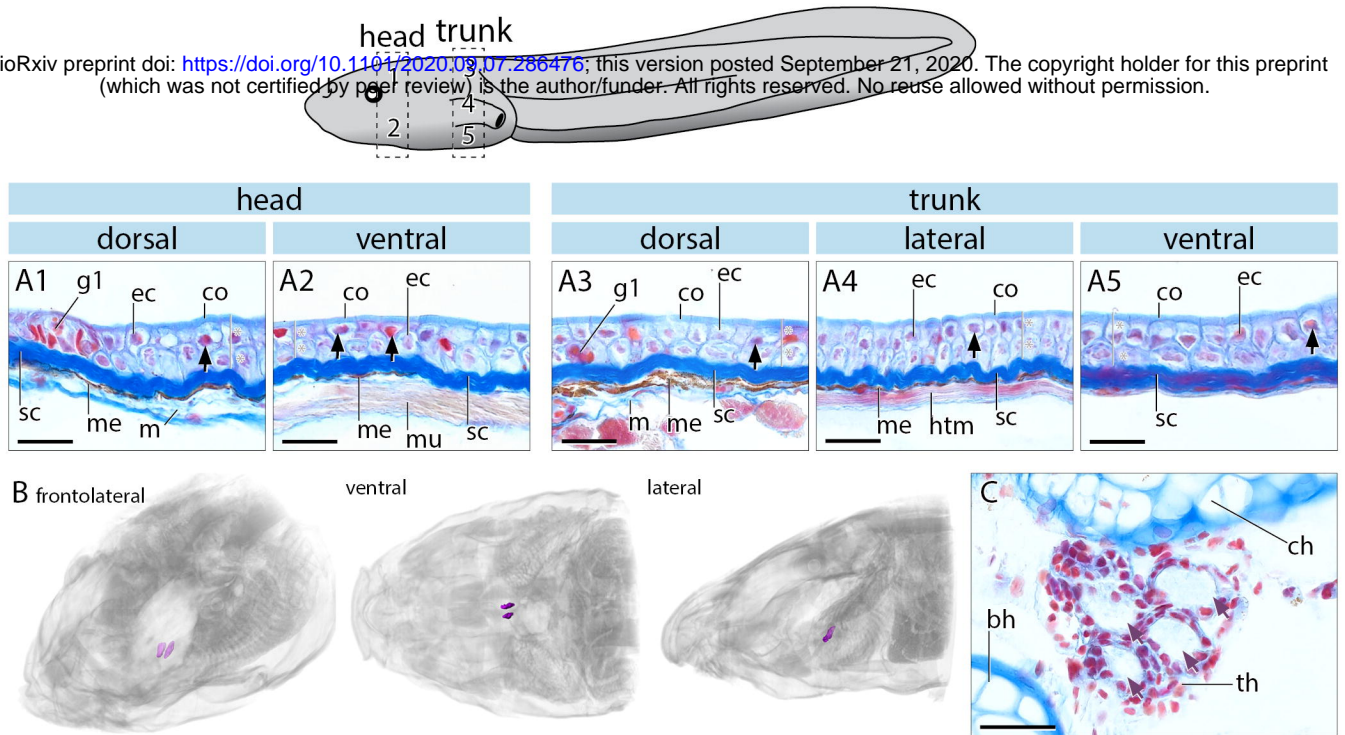 head trunk
ioRxiv preprint doi: https://doi.org/10.1101/2020.09.07.286476; this version posted September 21, 2020. The copyright holder for this preprint
(which was not certified by peer review) is the author/funder. All rights reserved. No reuse allowed without permission.
1 3
4
2 5
head trunk
dorsal ventral dorsal lateral ventral
A1 g1 ec co A2 co ec A3 g1 co ec A4 ec co A5 co ec
* * * * *
* * * * *
sc me m me mu sc m me sc me htm sc sc
B frontolateral ventral lateral C
ch
bh
th